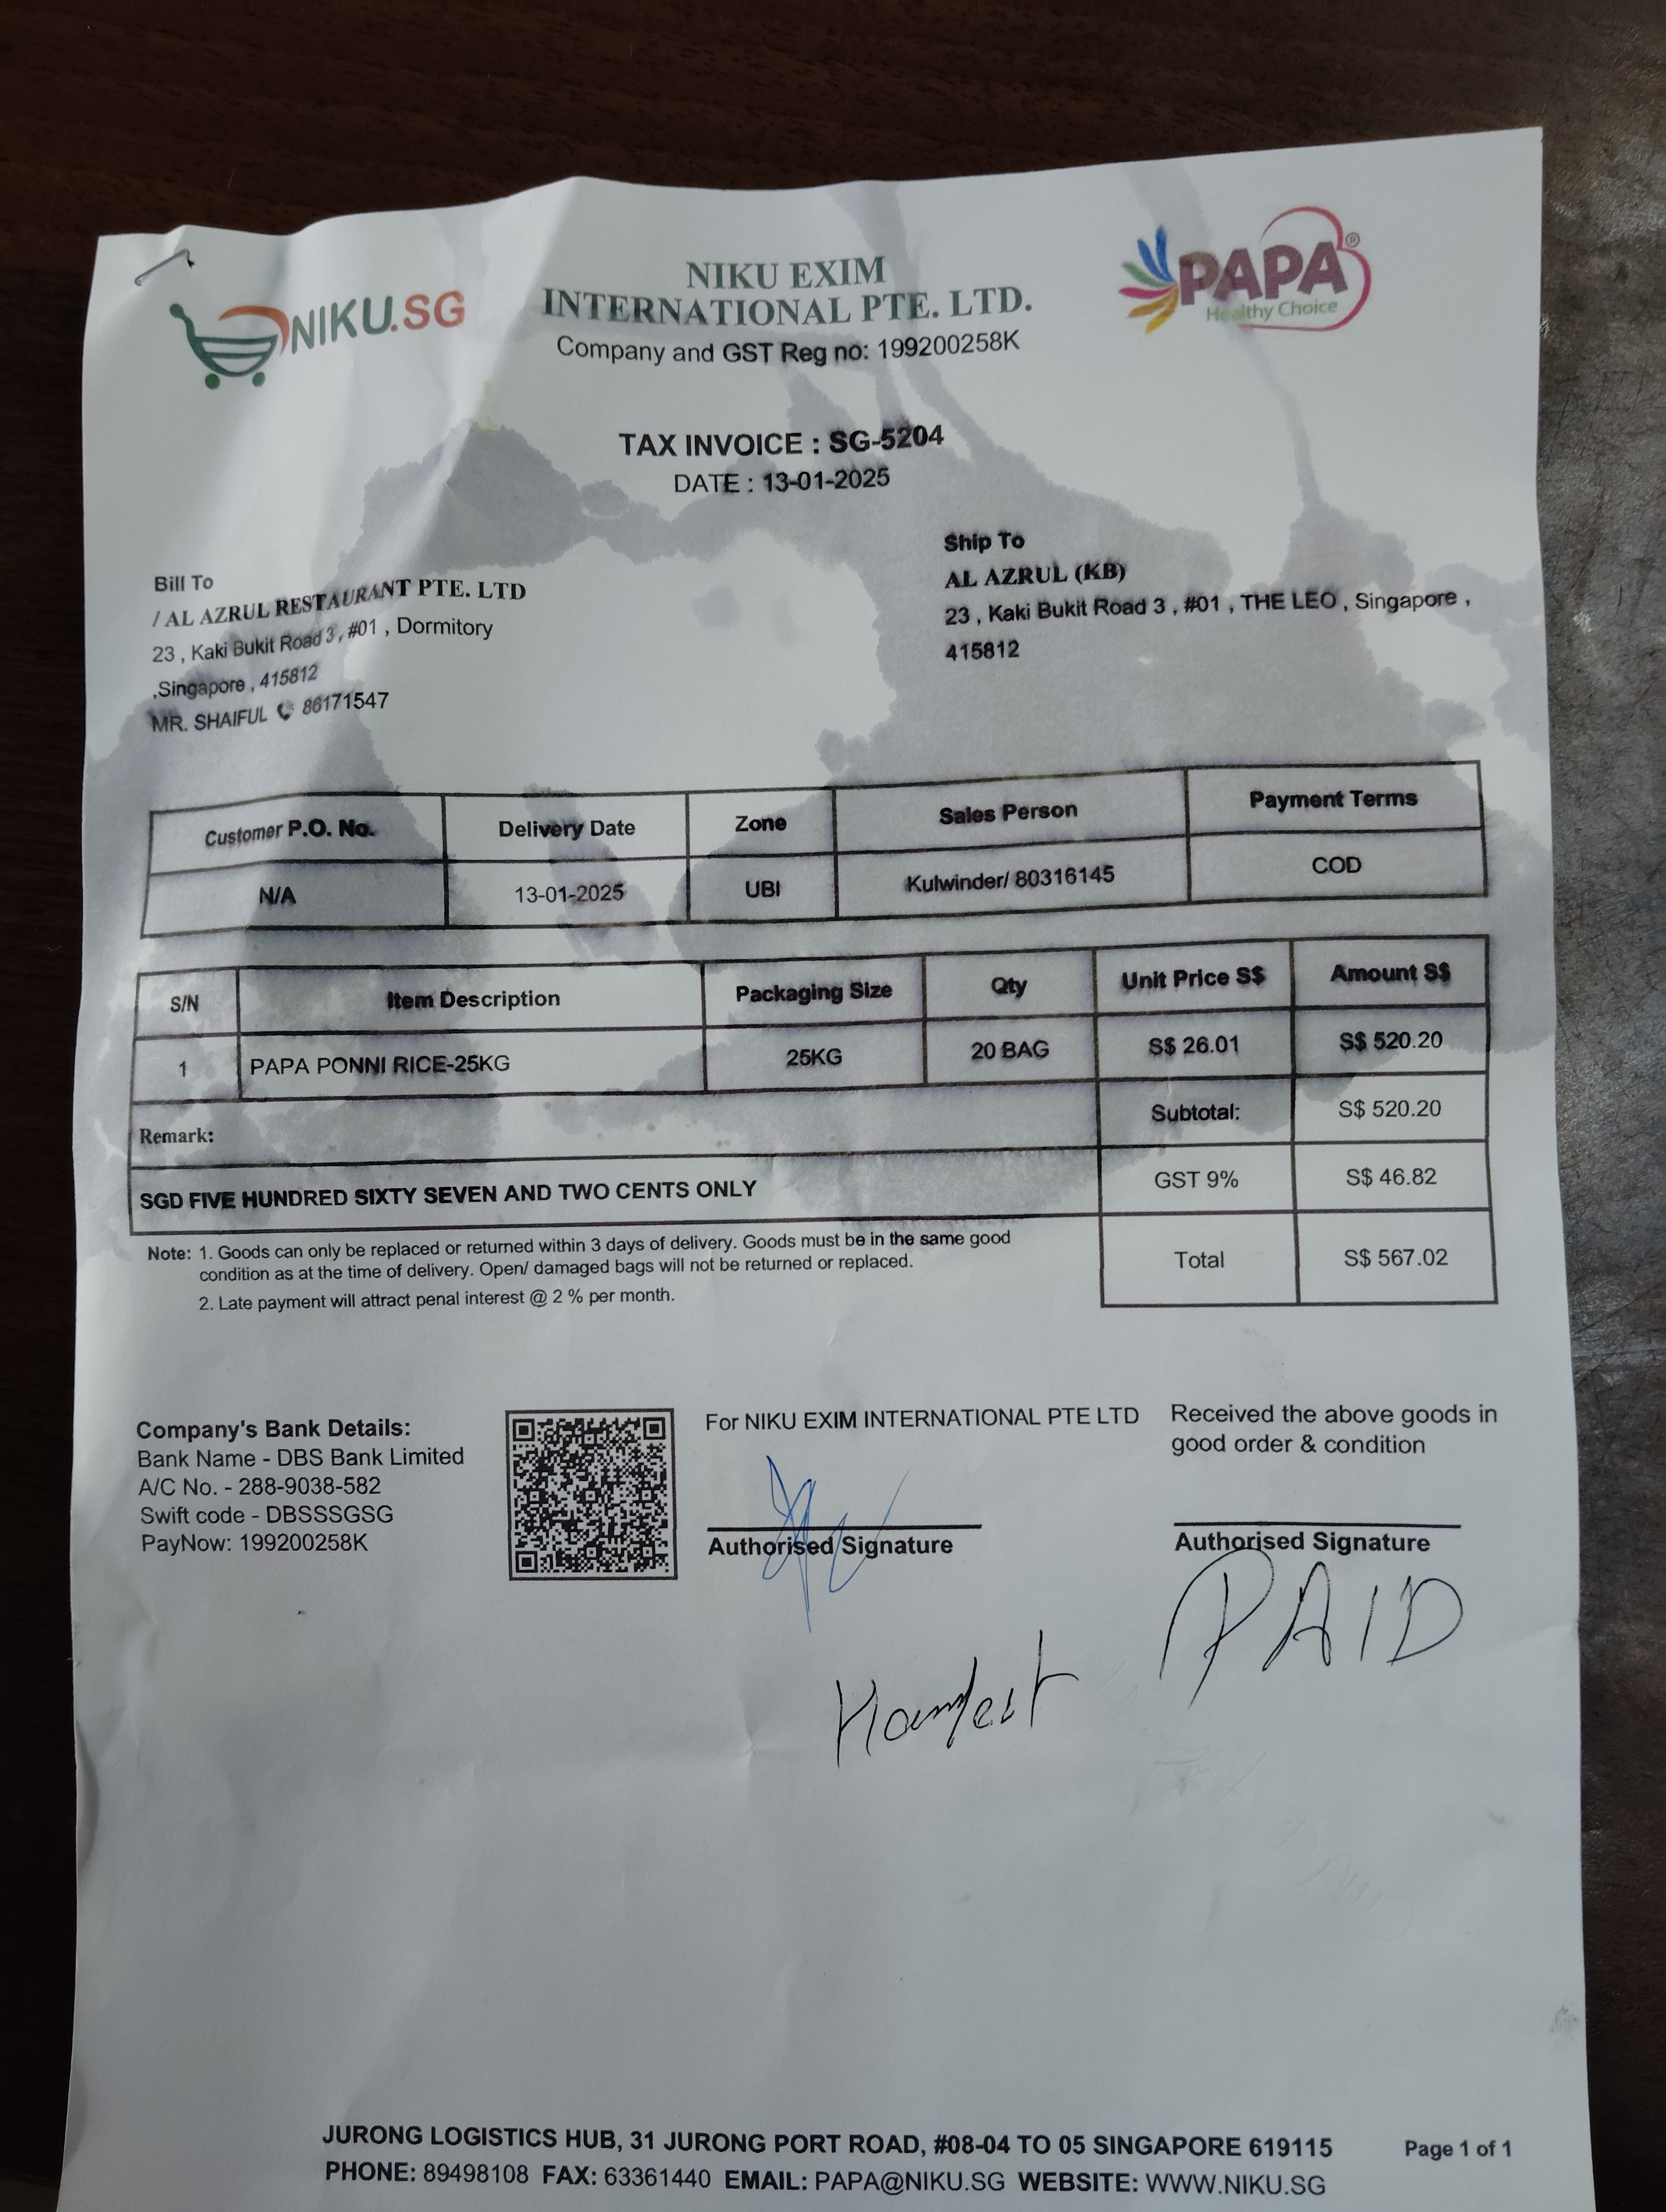 NIKU.SG
NIKU EXIM
INTERNATIONAL PTE. LTD.
Company and GST Reg no: 199200258K
PAPA®
Healthy Choice
TAX INVOICE : SG-5204
DATE : 13-01-2025
Bill To
/ AL AZRUL RESTAURANT PTE. LTD
23 , Kaki Bukit Road 3 , #01 , Dormitory
,Singapore , 415812
MR. SHAIFUL 86171547
Ship To
AL AZRUL (KB)
23 , Kaki Bukit Road 3 , #01 , THE LEO , Singapore ,
415812
Customer P.O. No. Delivery Date Zone Sales Person Payment Terms
N/A 13-01-2025 UBI Kulwinder/ 80316145 COD
S/N Item Description Packaging Size Qty Unit Price S$ Amount S$
1 PAPA PONNI RICE-25KG 25KG 20 BAG S$ 26.01 S$ 520.20
Remark: Subtotal: S$ 520.20
SGD FIVE HUNDRED SIXTY SEVEN AND TWO CENTS ONLY GST 9% S$ 46.82
Total S$ 567.02
Note: 1. Goods can only be replaced or returned within 3 days of delivery. Goods must be in the same good
condition as at the time of delivery. Open/ damaged bags will not be returned or replaced.
2. Late payment will attract penal interest @ 2 % per month.
Company's Bank Details:
Bank Name - DBS Bank Limited
A/C No. - 288-9038-582
Swift code - DBSSSGSG
PayNow: 199200258K
For NIKU EXIM INTERNATIONAL PTE LTD
Authorised Signature
Received the above goods in
good order & condition
Authorised Signature
PAID
JURONG LOGISTICS HUB, 31 JURONG PORT ROAD, #08-04 TO 05 SINGAPORE 619115
Page 1 of 1
PHONE: 89498108 FAX: 63361440 EMAIL: PAPA@NIKU.SG WEBSITE: WWW.NIKU.SG